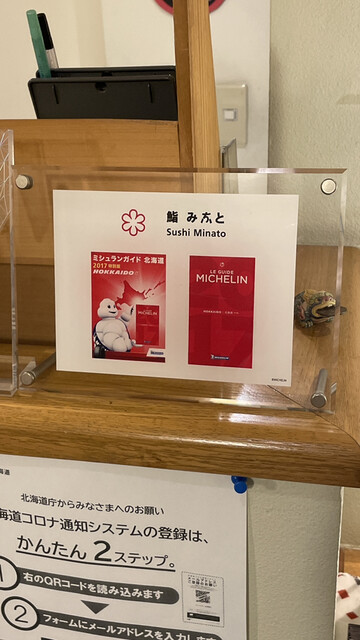 鮨 みなと
Sushi Minato
ミシュランガイド 北海道
2017 特別版
HOKKAIDO
MICHELIN
LE GUIDE
MICHELIN
MICHELIN
北海道庁からみなさまへのお願い
海道コロナ通知システムの登録は、
かんたん2ステップ。
1 右のQRコードを読み込みます
2 フォームにメールアドレスを入力しま